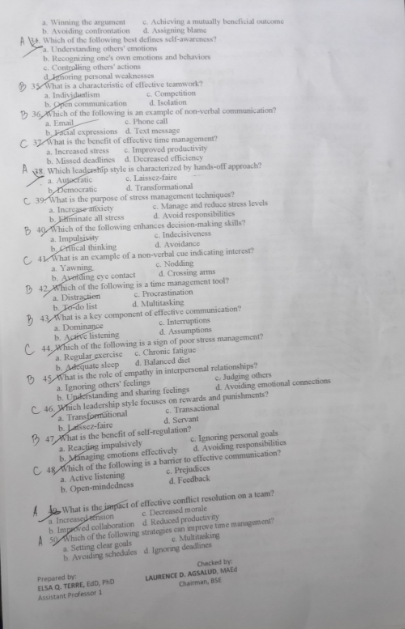 a. Winning the argument c. Achieving a mutually beneficial outcome
b. Avoiding confrontation d. Assigning blame
A 34. Which of the following best defines self-awareness?
a. Understanding others' emotions
b. Recognizing one's own emotions and behaviors
c. Controlling others' actions
d. Ignoring personal weaknesses
B 35. What is a characteristic of effective teamwork?
a. Individualism c. Competition
b. Open communication d. Isolation
B 36. Which of the following is an example of non-verbal communication?
a. Email c. Phone call
b. Facial expressions d. Text message
C 37. What is the benefit of effective time management?
a. Increased stress c. Improved productivity
b. Missed deadlines d. Decreased efficiency
A 38. Which leadership style is characterized by hands-off approach?
a. Autocratic c. Laissez-faire
b. Democratic d. Transformational
C 39. What is the purpose of stress management techniques?
a. Increase anxiety c. Manage and reduce stress levels
b. Eliminate all stress d. Avoid responsibilities
B 40. Which of the following enhances decision-making skills?
a. Impulsivity c. Indecisiveness
b. Critical thinking d. Avoidance
C 41. What is an example of a non-verbal cue indicating interest?
a. Yawning c. Nodding
b. Avoiding eye contact d. Crossing arms
B 42. Which of the following is a time management tool?
a. Distraction c. Procrastination
b. To-do list d. Multitasking
B 43. What is a key component of effective communication?
a. Dominance c. Interruptions
b. Active listening d. Assumptions
C 44. Which of the following is a sign of poor stress management?
a. Regular exercise c. Chronic fatigue
b. Adequate sleep d. Balanced diet
B 45. What is the role of empathy in interpersonal relationships?
a. Ignoring others' feelings c. Judging others
b. Understanding and sharing feelings d. Avoiding emotional connections
C 46. Which leadership style focuses on rewards and punishments?
a. Transformational c. Transactional
b. Laissez-faire d. Servant
B 47. What is the benefit of self-regulation?
a. Reacting impulsively c. Ignoring personal goals
b. Managing emotions effectively d. Avoiding responsibilities
C 48. Which of the following is a barrier to effective communication?
a. Active listening c. Prejudices
b. Open-mindedness d. Feedback
A 49. What is the impact of effective conflict resolution on a team?
a. Increased tension c. Decreased morale
b. Improved collaboration d. Reduced productivity
A 50. Which of the following strategies can improve time management?
a. Setting clear goals c. Multitasking
b. Avoiding schedules d. Ignoring deadlines
Prepared by: Checked by:
ELSA Q. TERRE, EdD, PhD LAURENCE D. AGSALUD, MAEd
Assistant Professor 1 Chairman, BSE